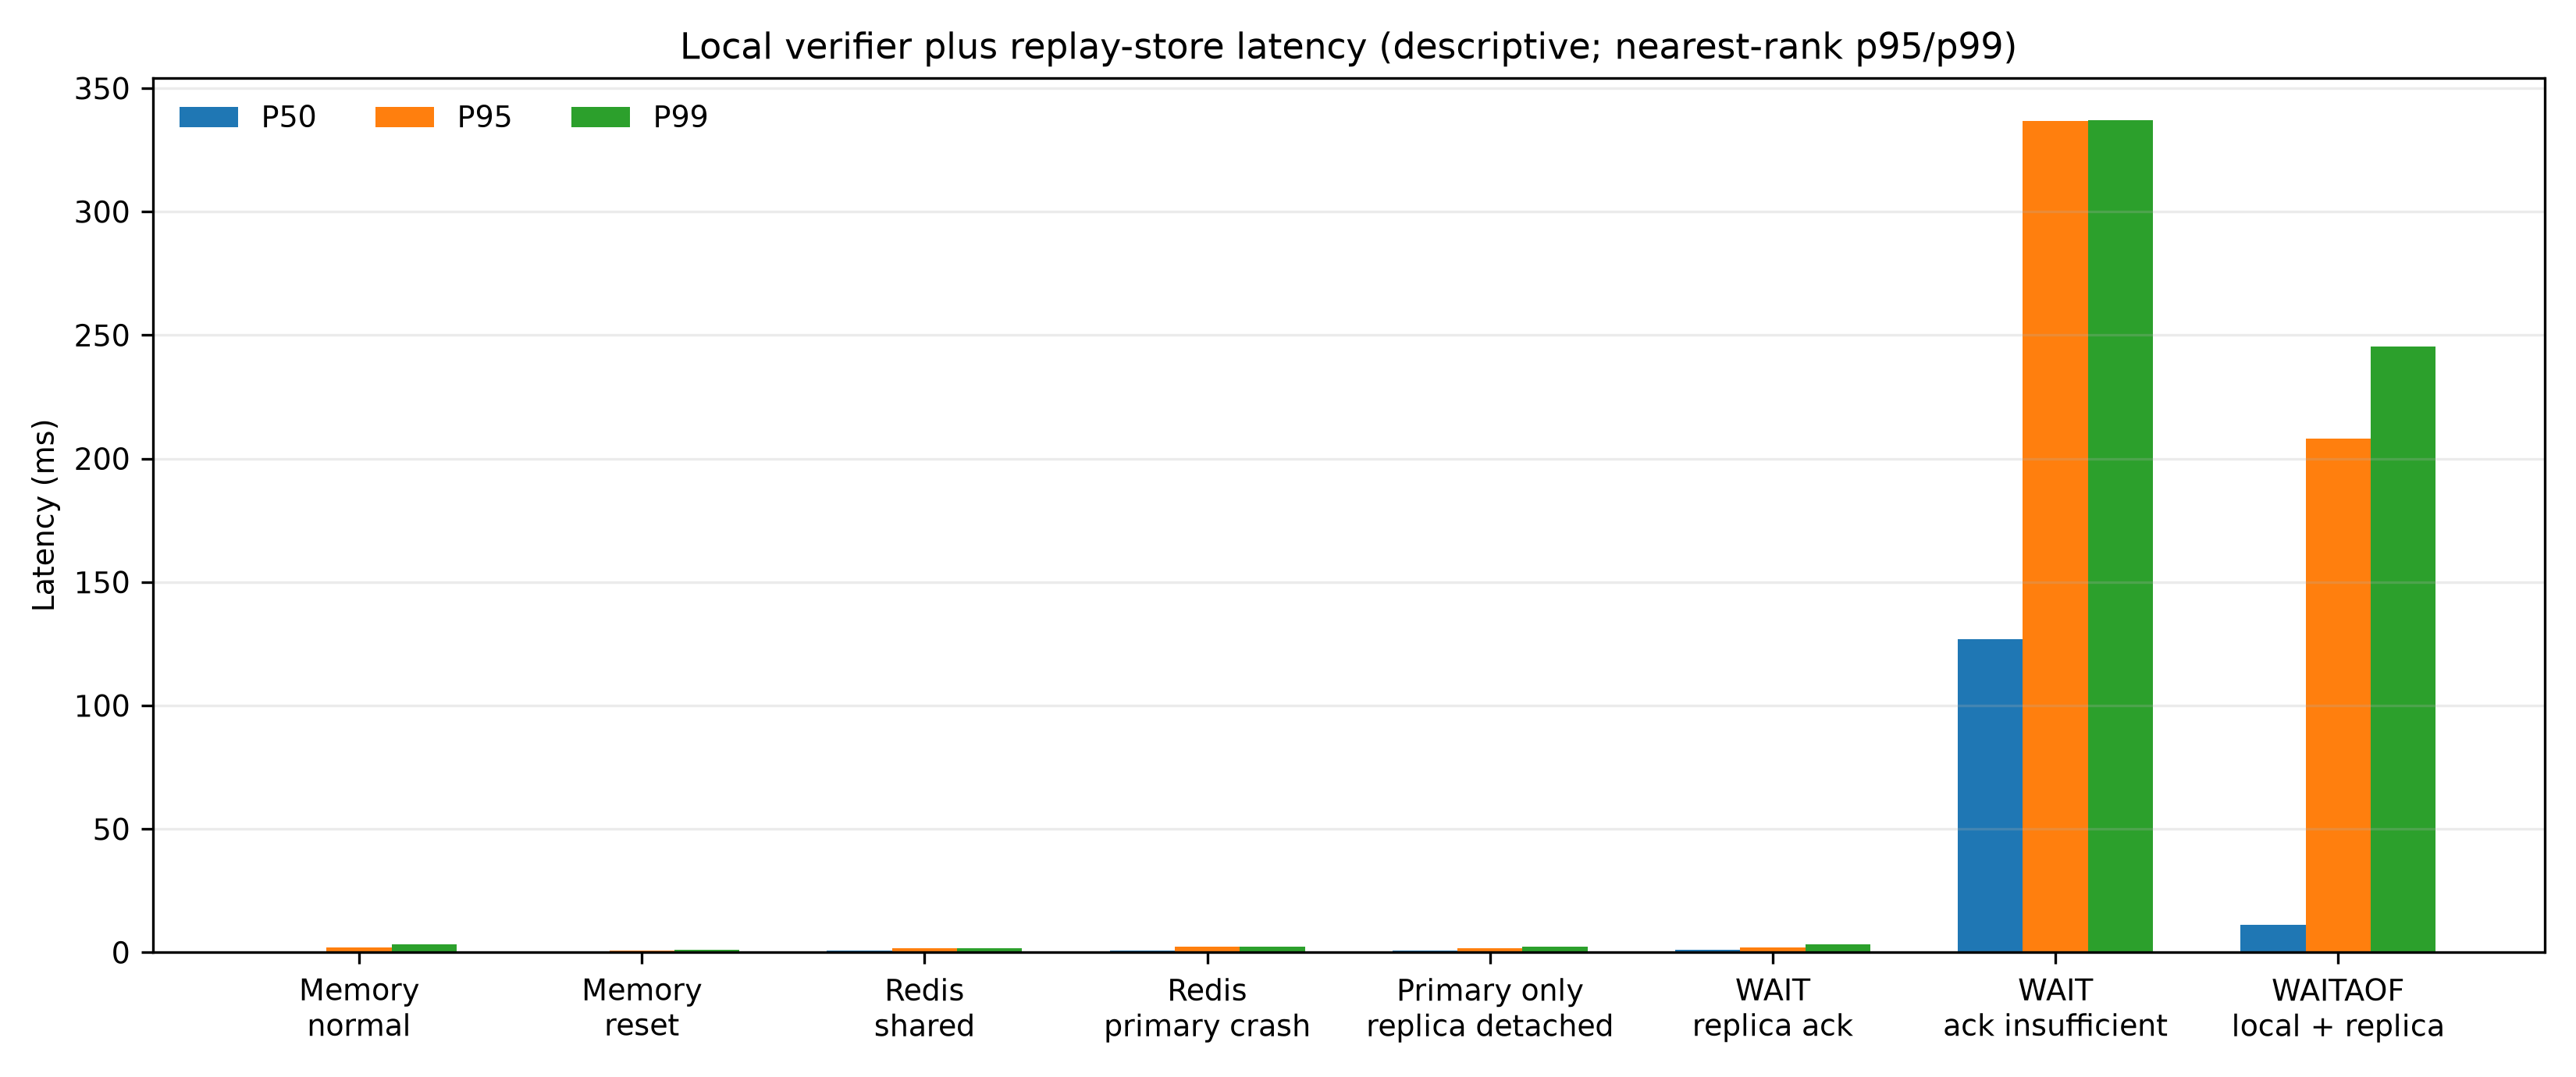 Local verifier plus replay-store latency (descriptive; nearest-rank p95/p99)
P50 P95 P99
Latency (ms)
350
300
250
200
150
100
50
0
Memory
normal
Memory
reset
Redis
shared
Redis
primary crash
Primary only
replica detached
WAIT
replica ack
WAIT
ack insufficient
WAITAOF
local + replica